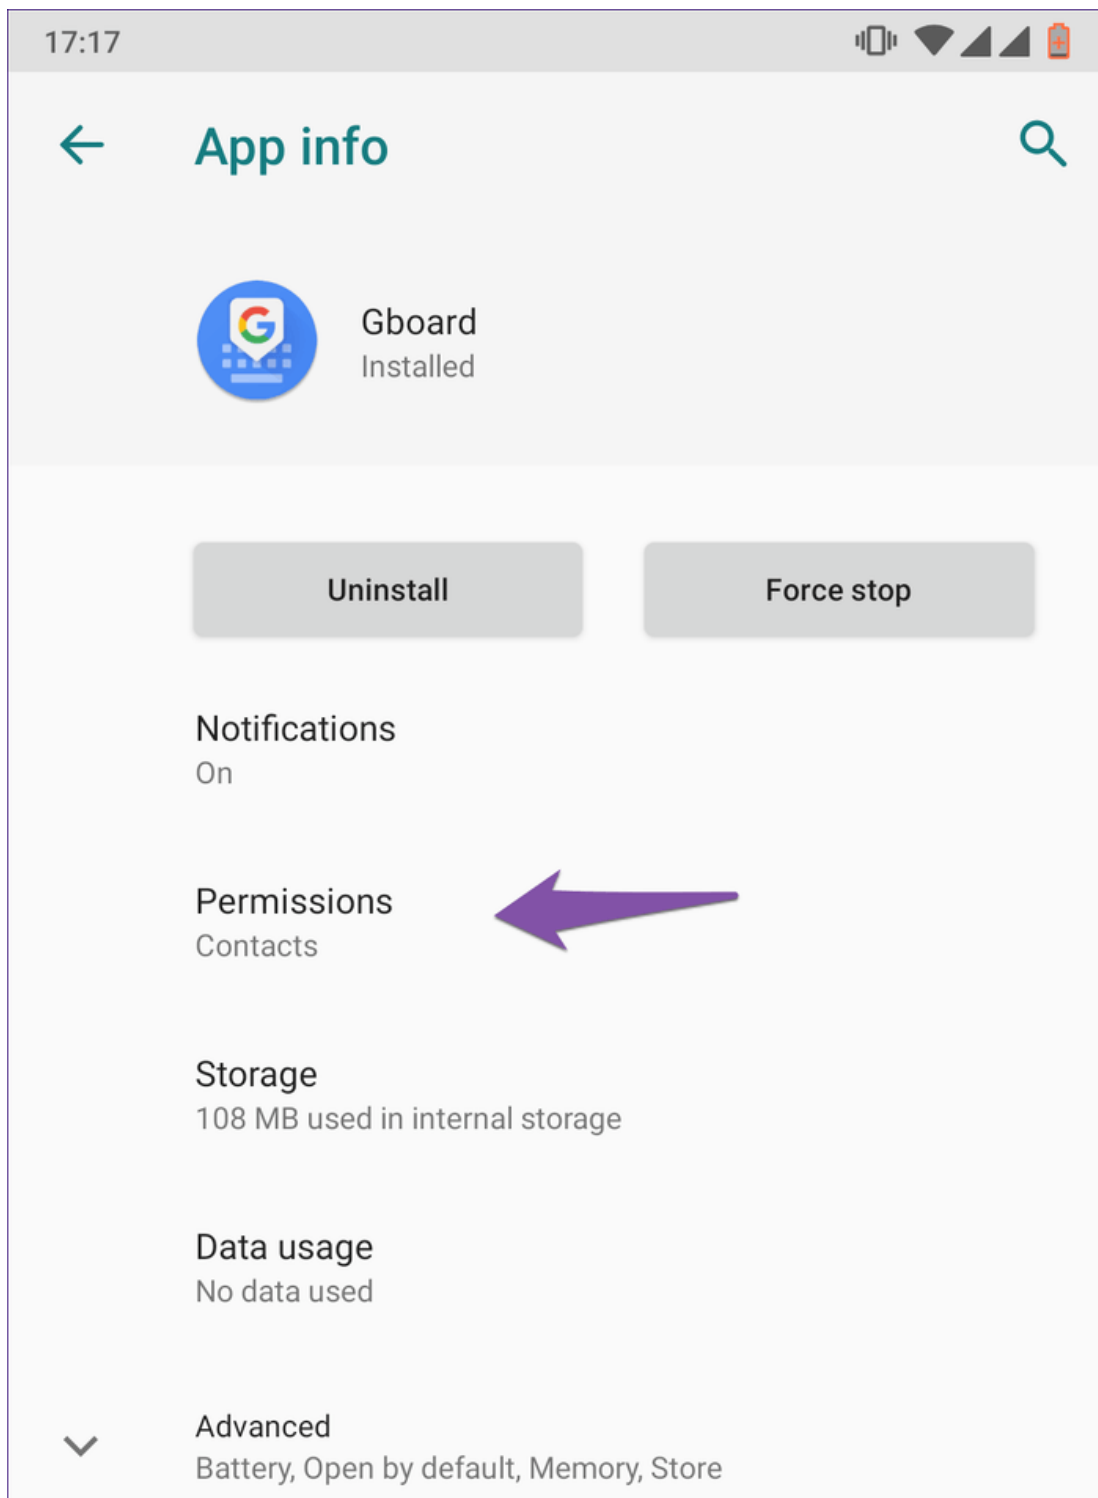 17:17
App info
Gboard
Installed
Uninstall
Force stop
Notifications
On
Permissions
Contacts
Storage
108 MB used in internal storage
Data usage
No data used
Advanced
Battery, Open by default, Memory, Store